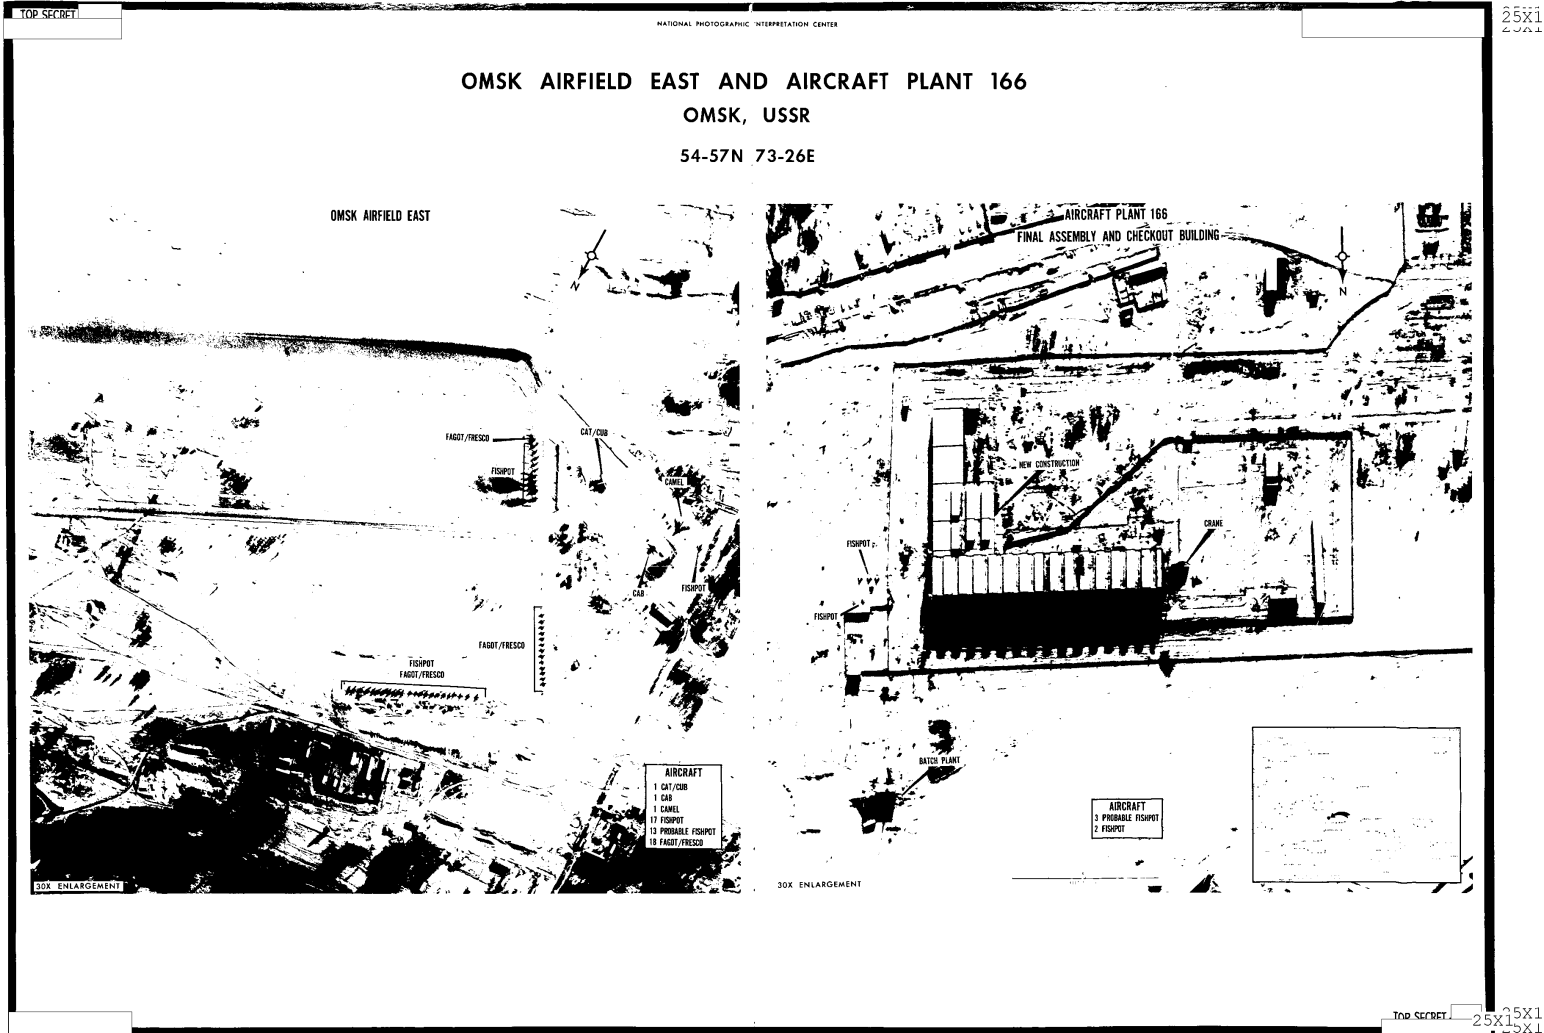 TOP SECRET
25X1
25X1
NATIONAL PHOTOGRAPHIC INTERPRETATION CENTER
OMSK AIRFIELD EAST AND AIRCRAFT PLANT 166
OMSK, USSR
54-57N 73-26E
OMSK AIRFIELD EAST
N
FAGOT/FRESCO
CAT/CUB
FISHPOT
CAMEL
CAB
FISHPOT
FAGOT/FRESCO
FISHPOT
FAGOT/FRESCO
AIRCRAFT
1 CAT/CUB
1 CAB
1 CAMEL
17 FISHPOT
13 PROBABLE FISHPOT
18 FAGOT/FRESCO
30X ENLARGEMENT
AIRCRAFT PLANT 166
FINAL ASSEMBLY AND CHECKOUT BUILDING
N
NEW CONSTRUCTION
CRANE
FISHPOT
FISHPOT
BATCH PLANT
AIRCRAFT
3 PROBABLE FISHPOT
2 FISHPOT
30X ENLARGEMENT
TOP SECRET
25X1
25X1
25X1